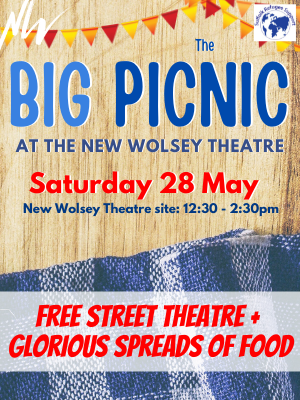 NW
The
BIG PICNIC
AT THE NEW WOLSEY THEATRE
Saturday 28 May
New Wolsey Theatre site: 12:30 - 2:30pm
FREE STREET THEATRE +
GLORIOUS SPREADS OF FOOD